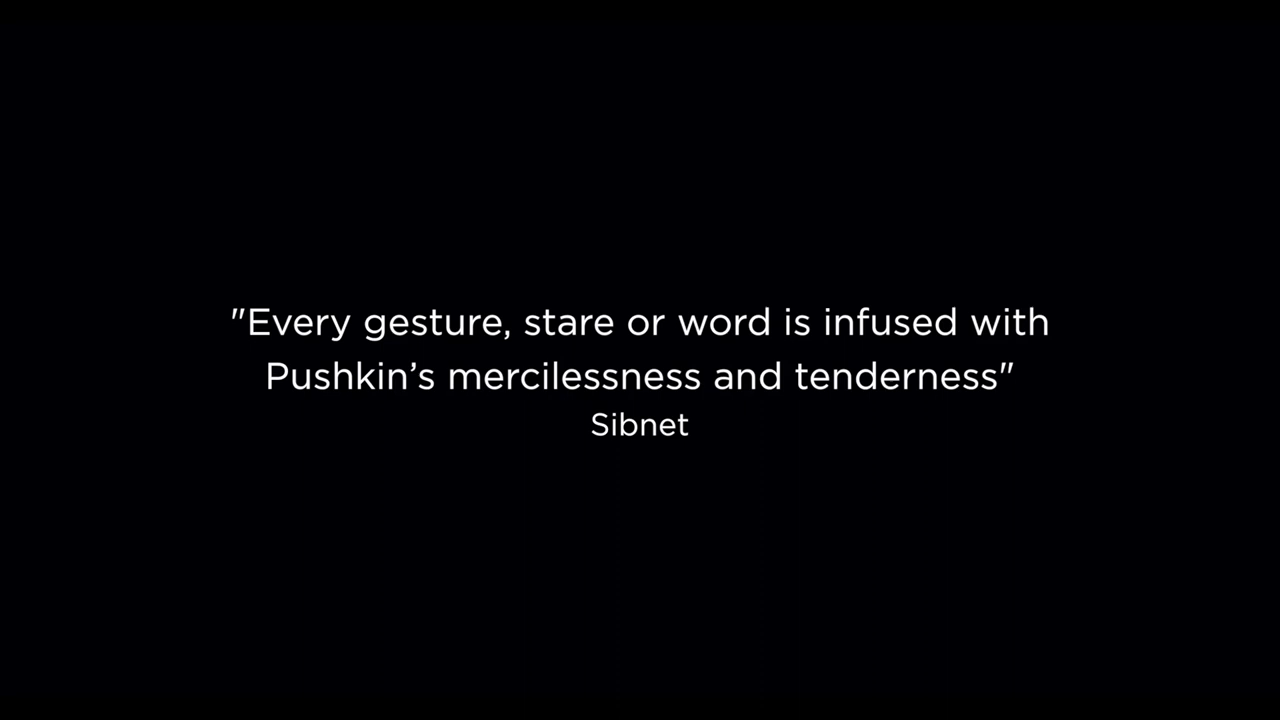 "Every gesture, stare or word is infused with
Pushkin’s mercilessness and tenderness"
Sibnet